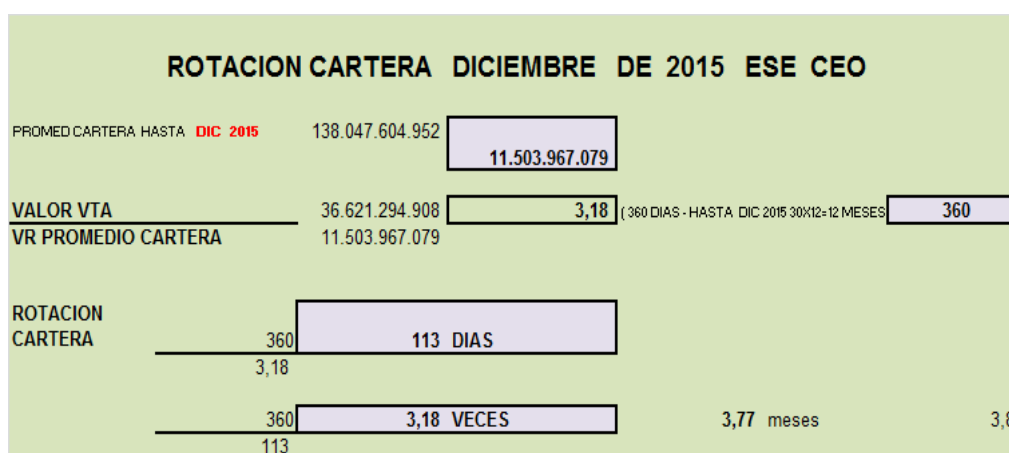 ROTACION CARTERA DICIEMBRE DE 2015 ESE CEO
PROMED CARTERA HASTA DIC 2015 138.047.604.952
11.503.967.079
VALOR VTA 36.621.294.908 3,18 ( 360 DIAS - HASTA DIC 2015 30X12=12 MESES 360
VR PROMEDIO CARTERA 11.503.967.079
ROTACION
CARTERA 360 113 DIAS
3,18
360 3,18 VECES 3,77 meses
113